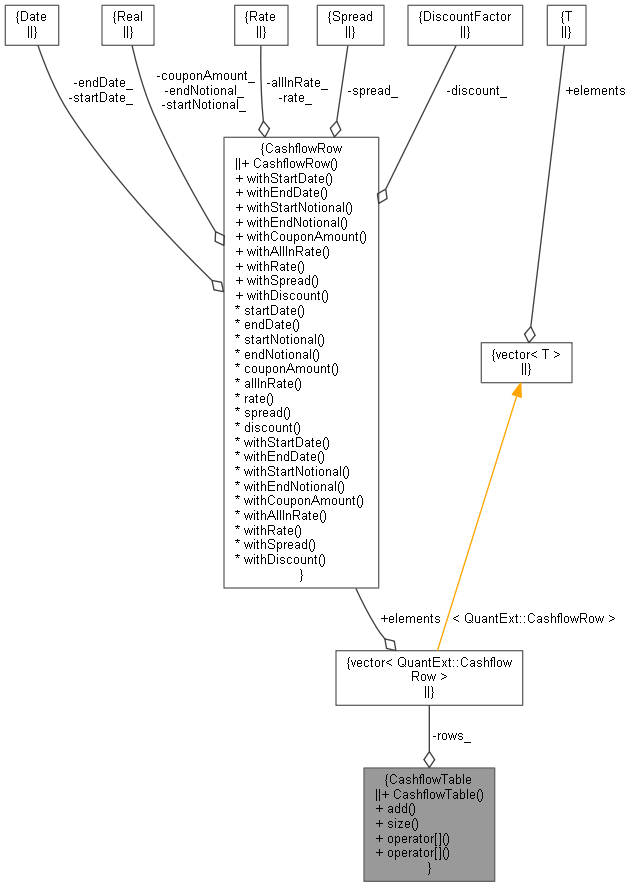 {Date
||}
{Real
||}
{Rate
||}
{Spread
||}
{DiscountFactor
||}
{T
||}
-endDate_
-startDate_
-couponAmount_
-endNotional_
-startNotional_
-allInRate_
-rate_
-spread_
-discount_
+elements
{CashflowRow
||+ CashflowRow()
+ withStartDate()
+ withEndDate()
+ withStartNotional()
+ withEndNotional()
+ withCouponAmount()
+ withAllInRate()
+ withRate()
+ withSpread()
+ withDiscount()
* startDate()
* endDate()
* startNotional()
* endNotional()
* couponAmount()
* allInRate()
* rate()
* spread()
* discount()
* withStartDate()
* withEndDate()
* withStartNotional()
* withEndNotional()
* withCouponAmount()
* withAllInRate()
* withRate()
* withSpread()
* withDiscount()
}
{vector< T >
||}
+elements
< QuantExt::CashflowRow >
{vector< QuantExt::Cashflow
Row >
||}
-rows_
{CashflowTable
||+ CashflowTable()
+ add()
+ size()
+ operator[]()
+ operator[]()
}